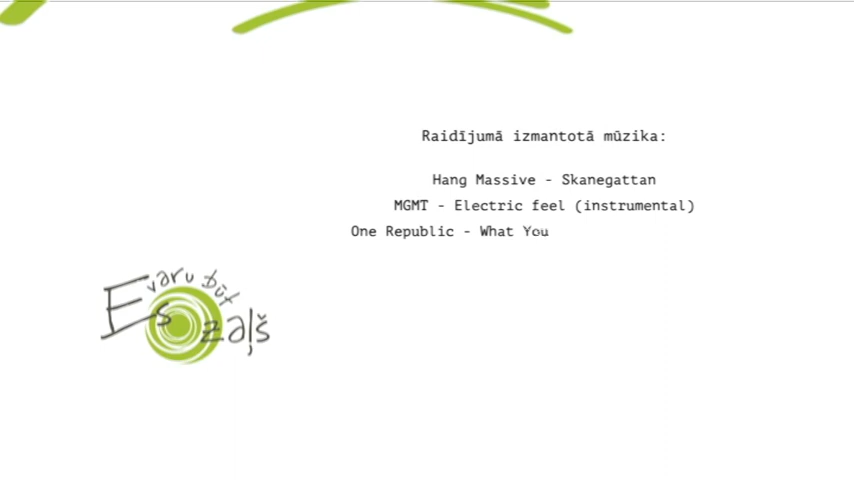 Raidījumā izmantotā mūzika:
Hang Massive - Skanegattan
MGMT - Electric feel (instrumental)
One Republic - What You
Es varu būt zaļš